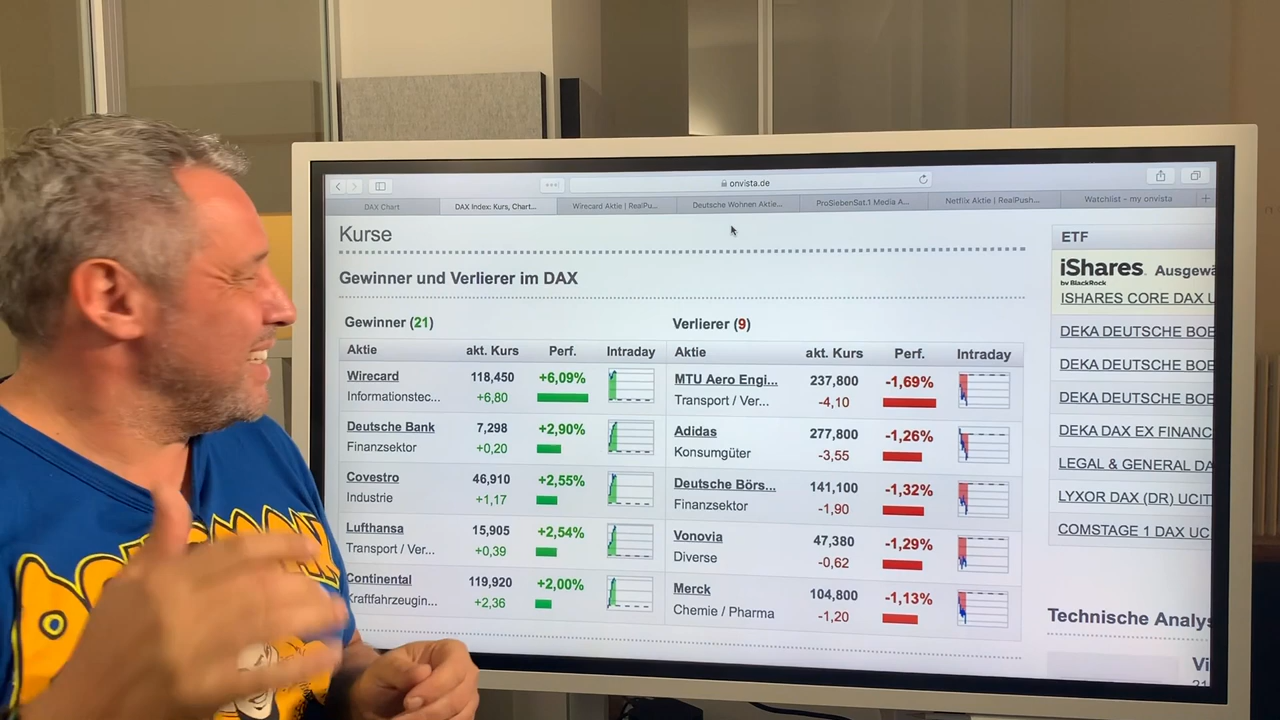 onvista.de
DAX Chart
DAX Index: Kurs, Chart...
Wirecard Aktie | RealPu...
Deutsche Wohnen Aktie...
ProSiebenSat.1 Media A...
Netflix Aktie | RealPush...
Watchlist - my onvista
Kurse
Gewinner und Verlierer im DAX
Gewinner (21)
Aktie akt. Kurs Perf. Intraday
Wirecard 118,450 +6,09%
Informationstec... +6,80
Deutsche Bank 7,298 +2,90%
Finanzsektor +0,20
Covestro 46,910 +2,55%
Industrie +1,17
Lufthansa 15,905 +2,54%
Transport / Ver... +0,39
Continental 119,920 +2,00%
Kraftfahrzeugin... +2,36
Verlierer (9)
Aktie akt. Kurs Perf. Intraday
MTU Aero Engi... 237,800 -1,69%
Transport / Ver... -4,10
Adidas 277,800 -1,26%
Konsumgüter -3,55
Deutsche Börs... 141,100 -1,32%
Finanzsektor -1,90
Vonovia 47,380 -1,29%
Diverse -0,62
Merck 104,800 -1,13%
Chemie / Pharma -1,20
ETF
iShares. Ausgewä
by BlackRock
ISHARES CORE DAX U
DEKA DEUTSCHE BOE
DEKA DEUTSCHE BOE
DEKA DEUTSCHE BOE
DEKA DAX EX FINANC
LEGAL & GENERAL DA
LYXOR DAX (DR) UCIT
COMSTAGE 1 DAX UC
Technische Analys
Vi